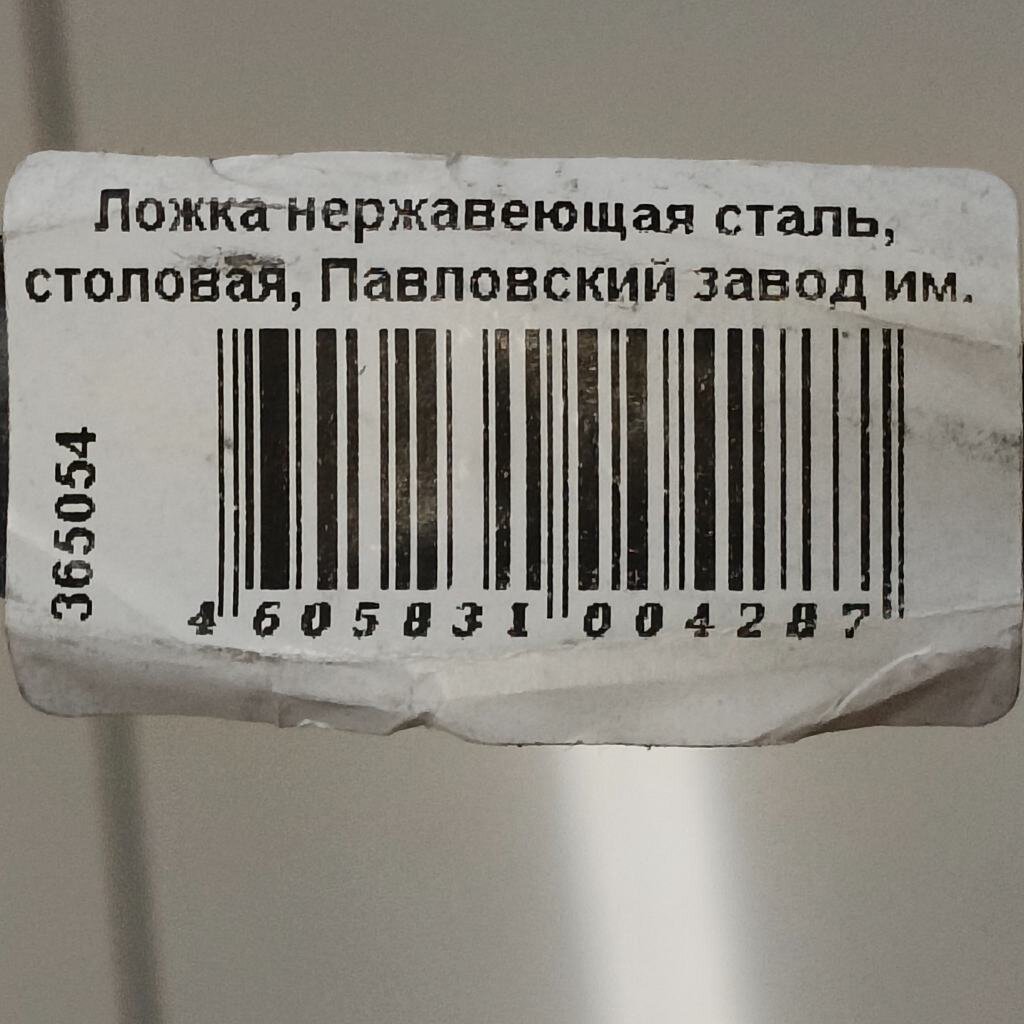 Ложка нержавеющая сталь,
столовая, Павловский завод им.
365054
4 605831 004287